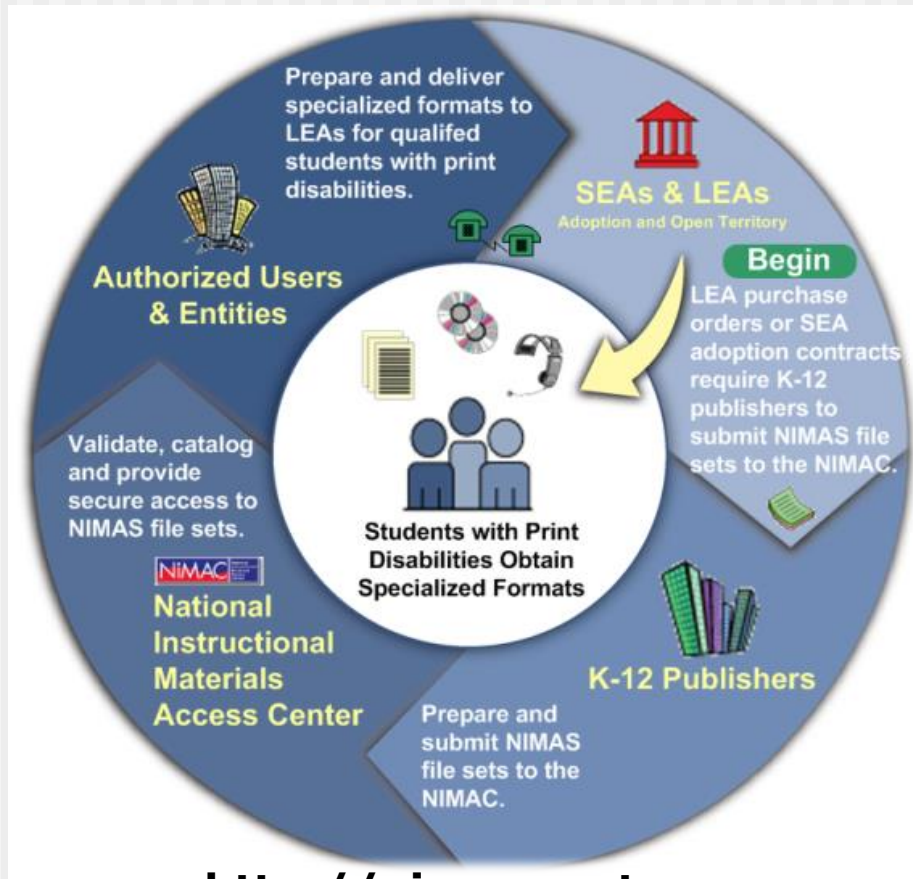 Prepare and deliver
specialized formats to
LEAs for qualifed
students with print
disabilities.
Authorized Users
& Entities
SEAs & LEAs
Adoption and Open Territory
Begin
LEA purchase
orders or SEA
adoption contracts
require K-12
publishers to
submit NIMAS file
sets to the NIMAC.
K-12 Publishers
Prepare and
submit NIMAS
file sets to the
NIMAC.
Validate, catalog
and provide
secure access to
NIMAS file sets.
NIMAC
National
Instructional
Materials
Access Center
Students with Print
Disabilities Obtain
Specialized Formats